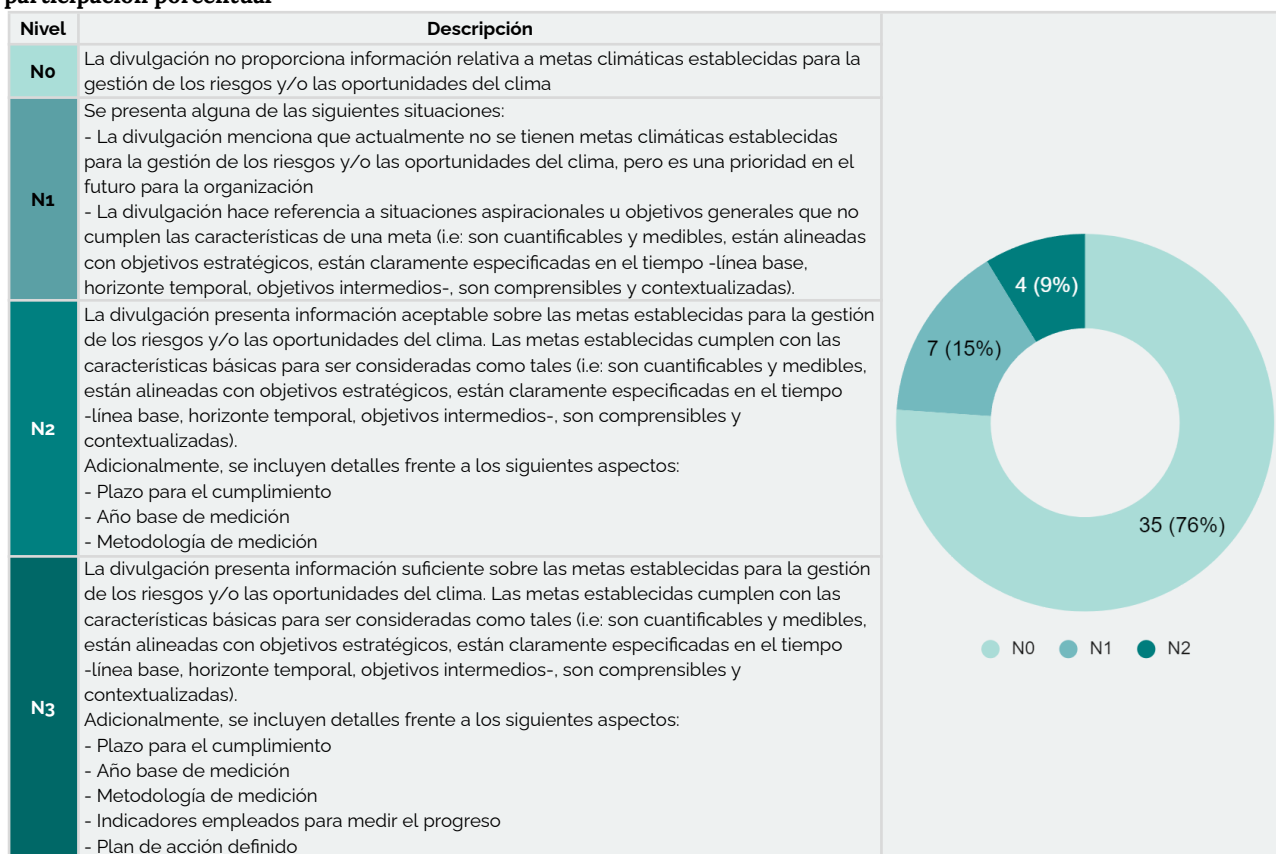 participación porcentual
Nivel Descripción
N0 La divulgación no proporciona información relativa a metas climáticas establecidas para la
gestión de los riesgos y/o las oportunidades del clima
N1 Se presenta alguna de las siguientes situaciones:
- La divulgación menciona que actualmente no se tienen metas climáticas establecidas
para la gestión de los riesgos y/o las oportunidades del clima, pero es una prioridad en el
futuro para la organización
- La divulgación hace referencia a situaciones aspiracionales u objetivos generales que no
cumplen las características de una meta (i.e: son cuantificables y medibles, están alineadas
con objetivos estratégicos, están claramente especificadas en el tiempo -línea base,
horizonte temporal, objetivos intermedios-, son comprensibles y contextualizadas).
N2 La divulgación presenta información aceptable sobre las metas establecidas para la gestión
de los riesgos y/o las oportunidades del clima. Las metas establecidas cumplen con las
características básicas para ser consideradas como tales (i.e: son cuantificables y medibles,
están alineadas con objetivos estratégicos, están claramente especificadas en el tiempo
-línea base, horizonte temporal, objetivos intermedios-, son comprensibles y
contextualizadas).
Adicionalmente, se incluyen detalles frente a los siguientes aspectos:
- Plazo para el cumplimiento
- Año base de medición
- Metodología de medición
N3 La divulgación presenta información suficiente sobre las metas establecidas para la gestión
de los riesgos y/o las oportunidades del clima. Las metas establecidas cumplen con las
características básicas para ser consideradas como tales (i.e: son cuantificables y medibles,
están alineadas con objetivos estratégicos, están claramente especificadas en el tiempo
-línea base, horizonte temporal, objetivos intermedios-, son comprensibles y
contextualizadas).
Adicionalmente, se incluyen detalles frente a los siguientes aspectos:
- Plazo para el cumplimiento
- Año base de medición
- Metodología de medición
- Indicadores empleados para medir el progreso
- Plan de acción definido
4 (9%)
7 (15%)
35 (76%)
N0 N1 N2